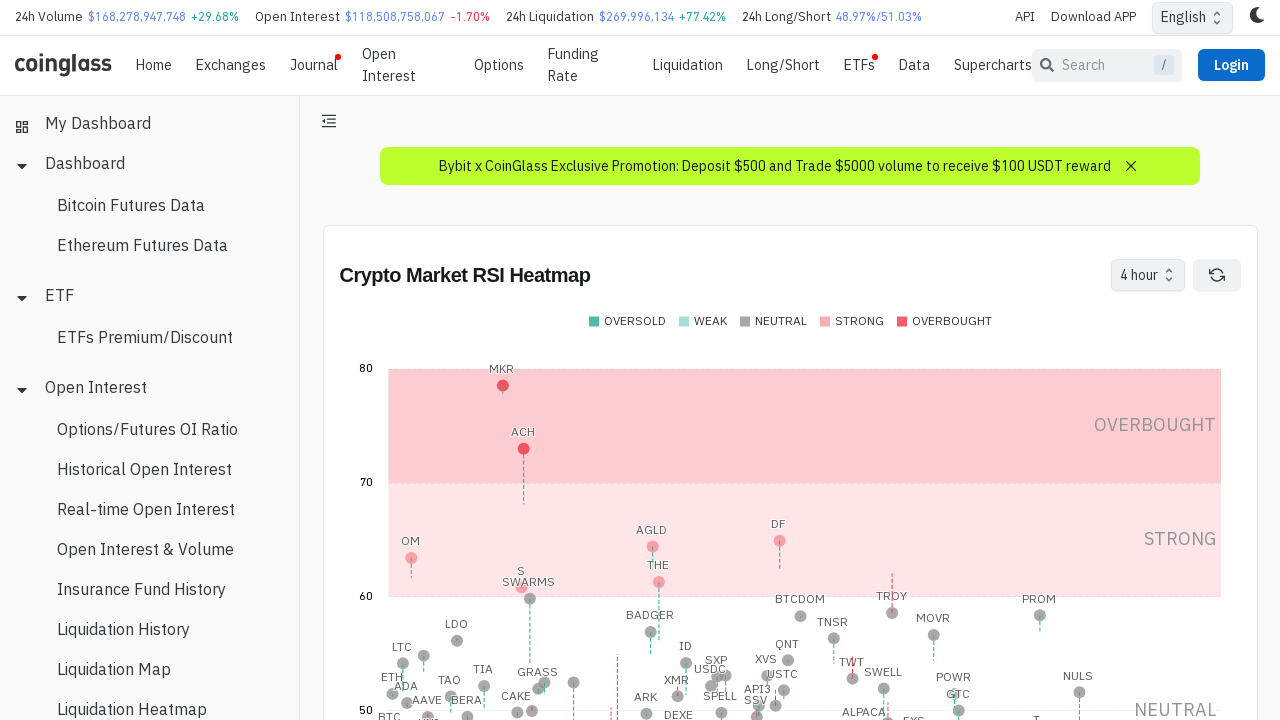 24h Volume $168,278,947,748 +29.68% Open Interest $118,508,758,067 -1.70% 24h Liquidation $269,996,134 +77.42% 24h Long/Short 48.97%/51.03% API Download APP English
coinglass Home Exchanges Journal Open Interest Options Funding Rate Liquidation Long/Short ETFs Data Supercharts Search / Login
My Dashboard
Dashboard
Bitcoin Futures Data
Ethereum Futures Data
ETF
ETFs Premium/Discount
Open Interest
Options/Futures OI Ratio
Historical Open Interest
Real-time Open Interest
Open Interest & Volume
Insurance Fund History
Liquidation History
Liquidation Map
Liquidation Heatmap
Bybit x CoinGlass Exclusive Promotion: Deposit $500 and Trade $5000 volume to receive $100 USDT reward
Crypto Market RSI Heatmap 4 hour
OVERSOLD WEAK NEUTRAL STRONG OVERBOUGHT
80
MKR
OVERBOUGHT
ACH
70
DF
AGLD
STRONG
OM
THE
S
SWARMS
60
TROY
BTCDOM
PROM
BADGER
MOVR
TNSR
LDO
QNT
ID
LTC
XVS
SXP
TWT
USDC
TIA
GRASS
SWELL
USTC
ETH
POWR
NULS
TAO
ADA
API3
GTC
CAKE
ARK
SPELL
AAVE
BERA
SSV
50
NEUTRAL
ALPACA
DEXE
BTC